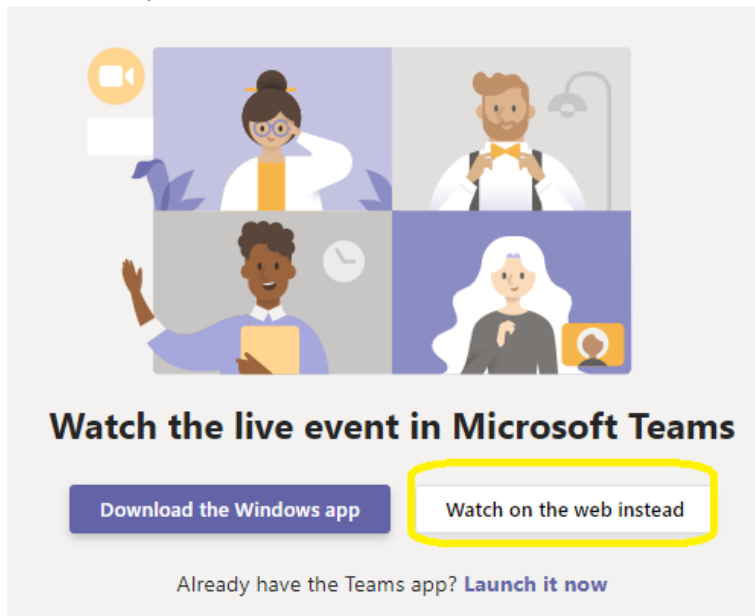 Watch the live event in Microsoft Teams
Download the Windows app Watch on the web instead
Already have the Teams app? Launch it now